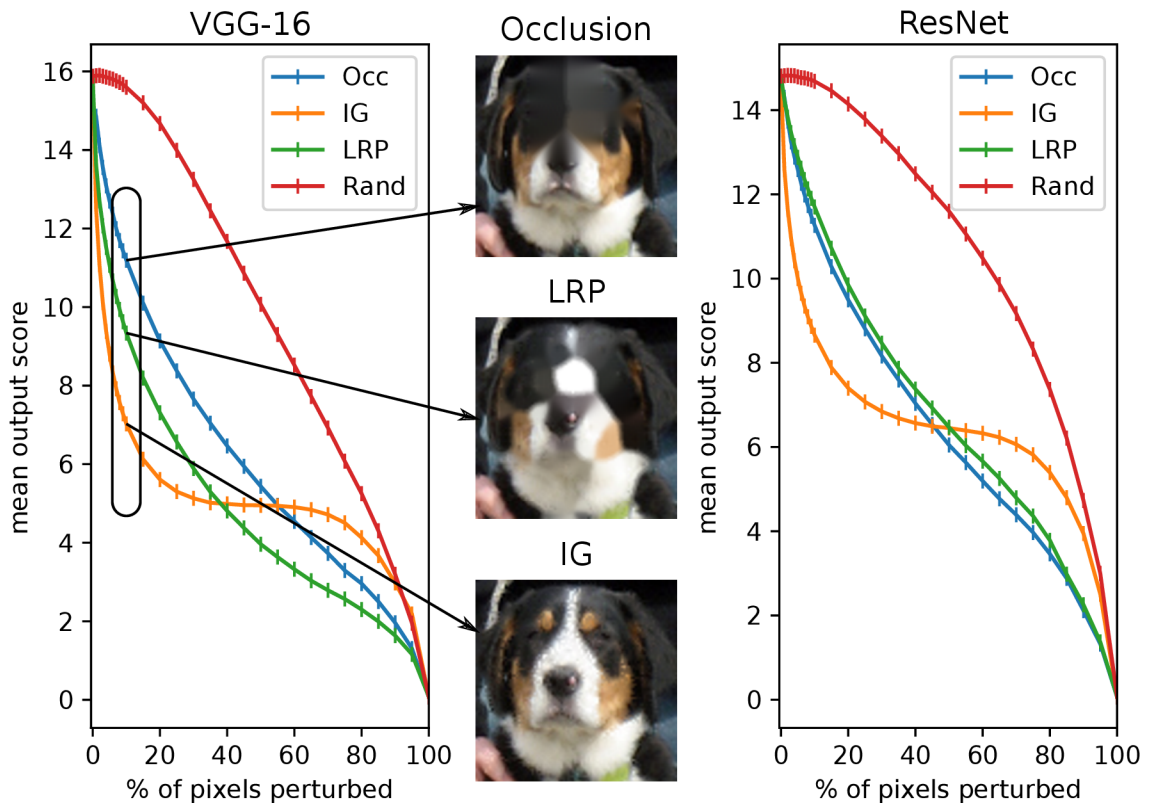 VGG-16
mean output score
16
14
12
10
8
6
4
2
0
0 20 40 60 80 100
% of pixels perturbed
Occ
IG
LRP
Rand
Occlusion
LRP
IG
ResNet
mean output score
14
12
10
8
6
4
2
0
0 20 40 60 80 100
% of pixels perturbed
Occ
IG
LRP
Rand